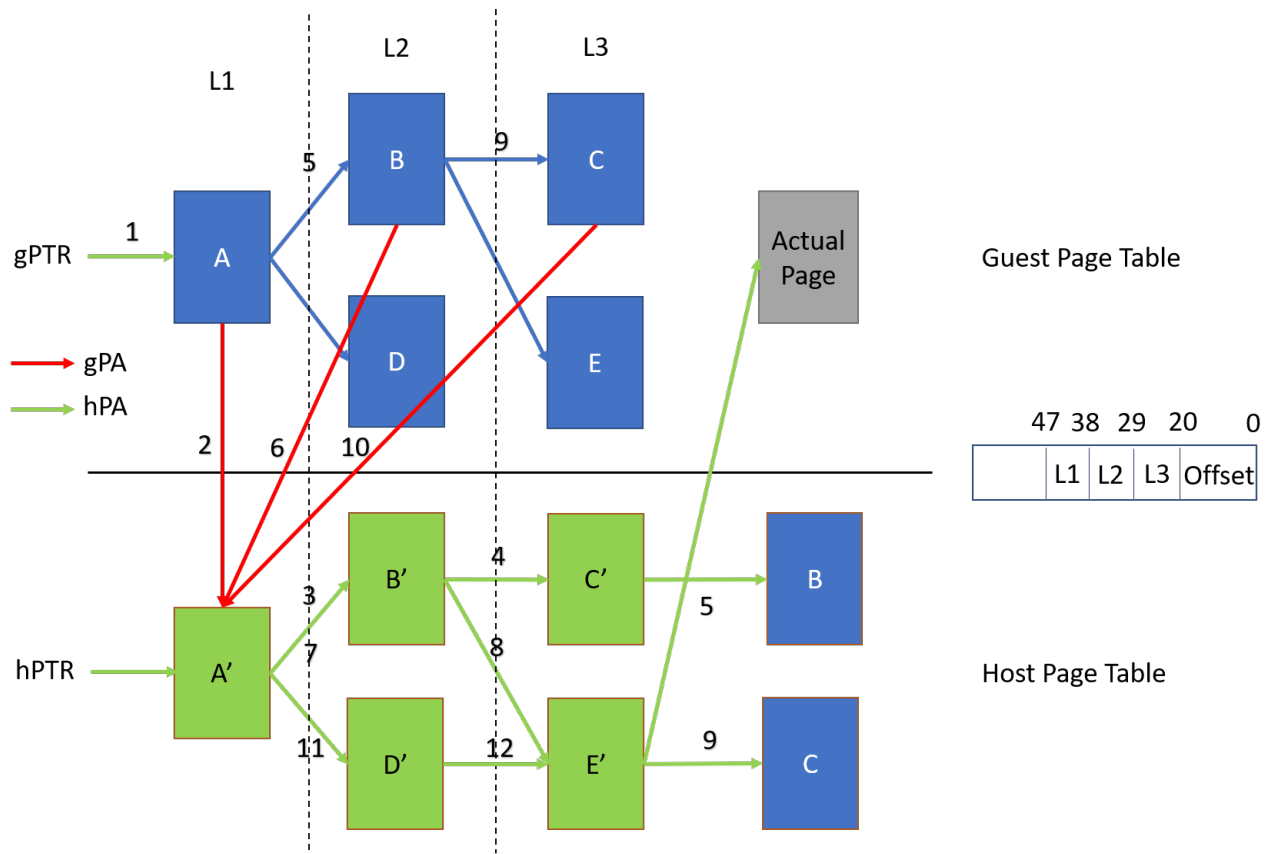 L1
L2
L3
gPTR
1
A
5
B
9
C
D
E
Actual
Page
Guest Page Table
gPA
hPA
2
6
10
47 38 29 20 0
L1 L2 L3 Offset
hPTR
A’
3
7
11
B’
4
8
C’
5
B
D’
12
E’
9
C
Host Page Table